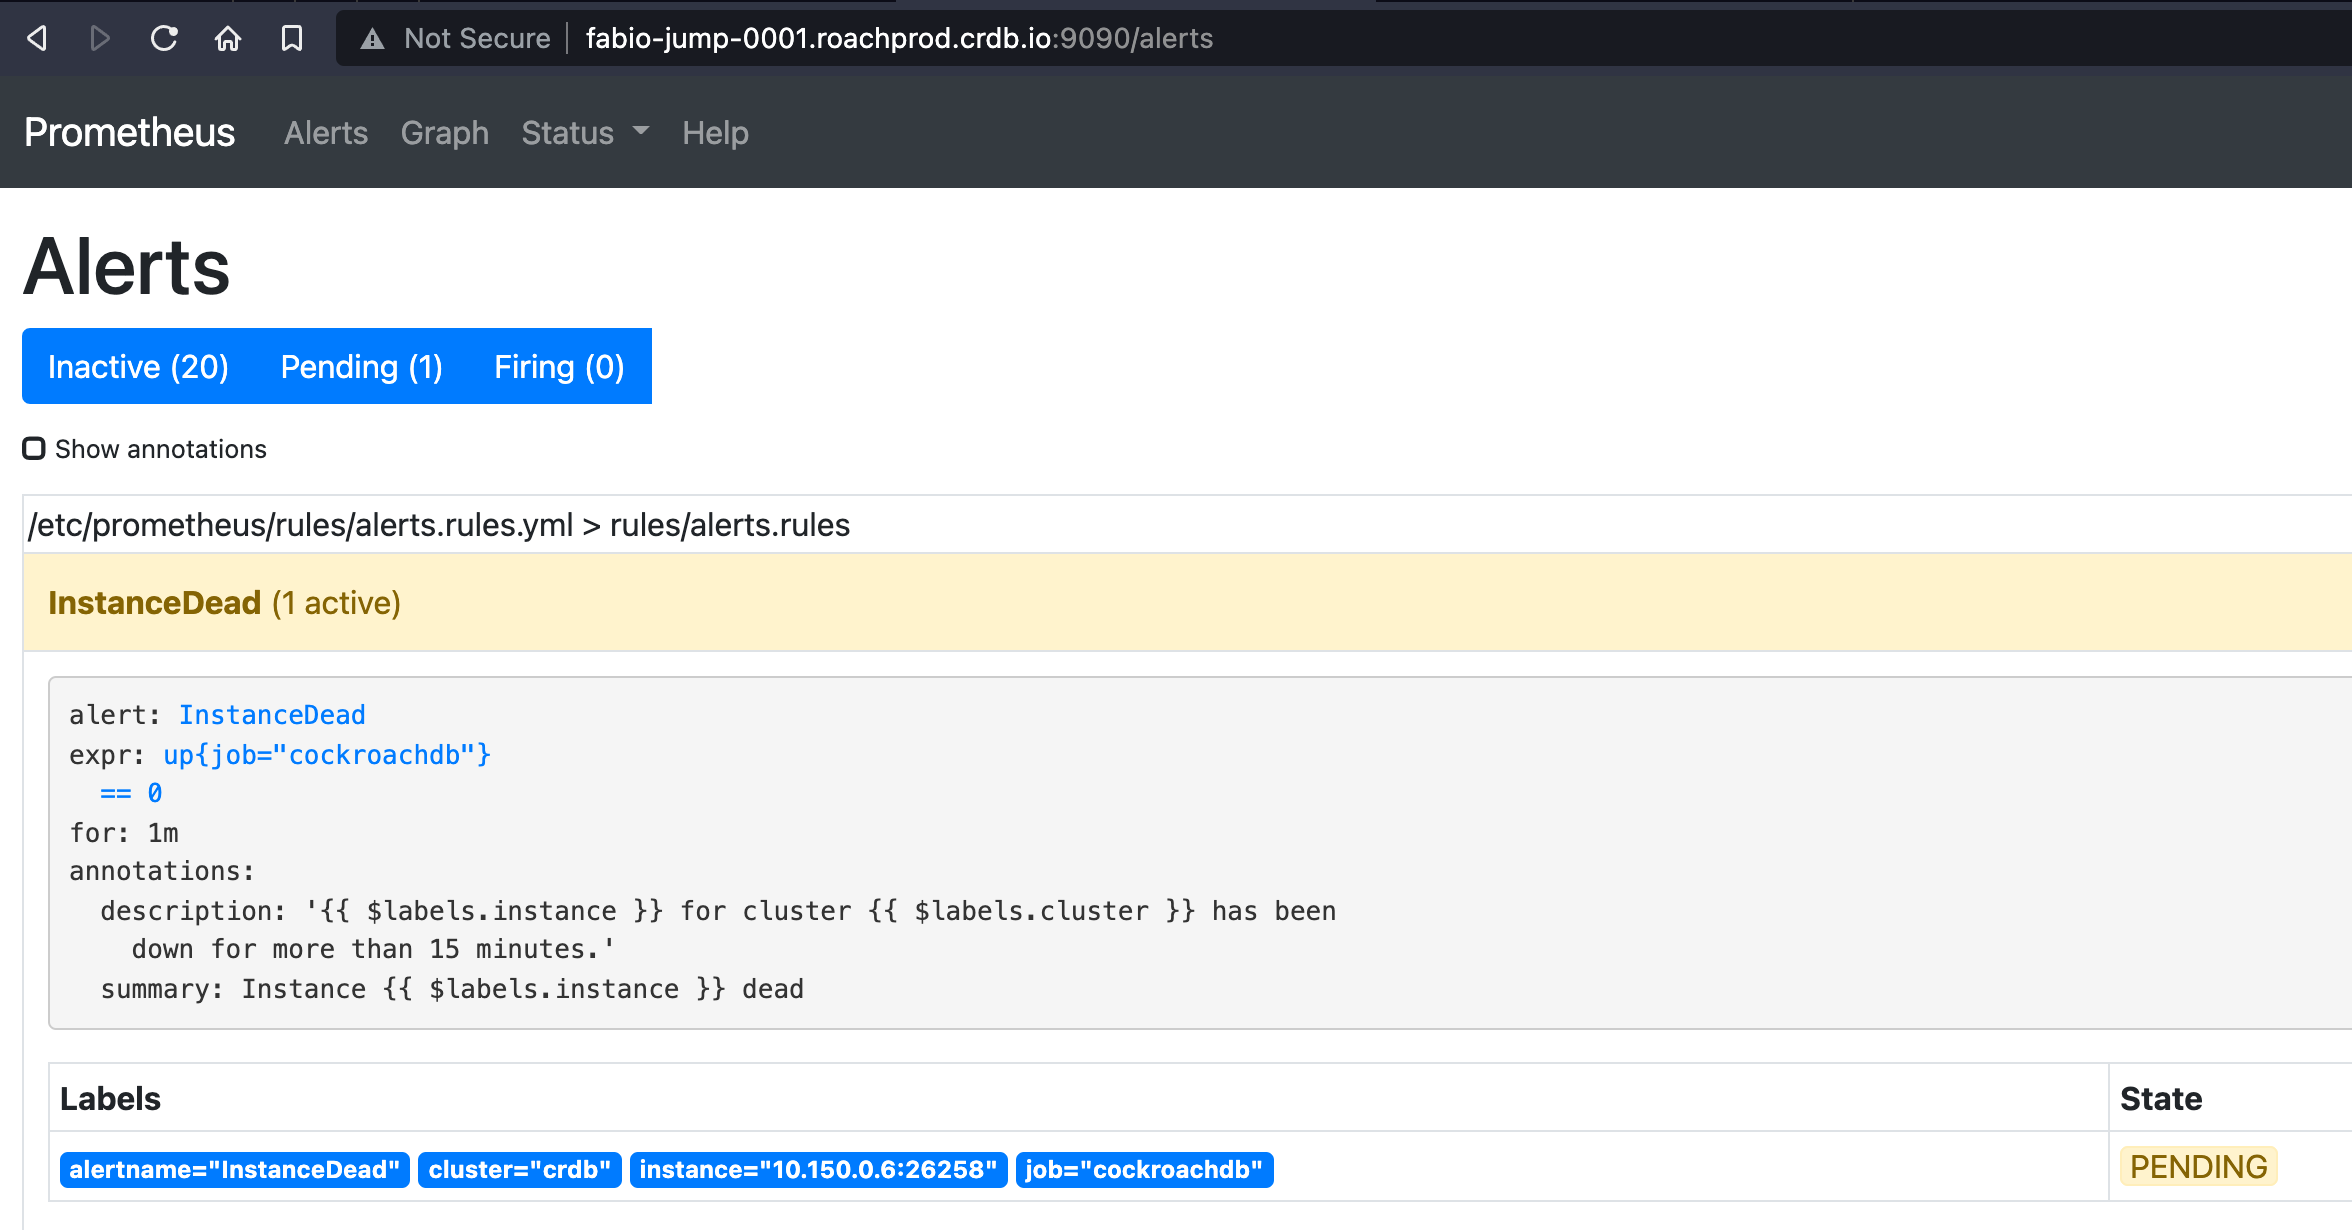 Not Secure fabio-jump-0001.roachprod.crdb.io:9090/alerts
Prometheus Alerts Graph Status Help
Alerts
Inactive (20) Pending (1) Firing (0)
Show annotations
/etc/prometheus/rules/alerts.rules.yml > rules/alerts.rules
InstanceDead (1 active)
alert: InstanceDead
expr: up{job="cockroachdb"}
  == 0
for: 1m
annotations:
  description: '{{ $labels.instance }} for cluster {{ $labels.cluster }} has been
    down for more than 15 minutes.'
  summary: Instance {{ $labels.instance }} dead
Labels State
alertname="InstanceDead" cluster="crdb" instance="10.150.0.6:26258" job="cockroachdb" PENDING